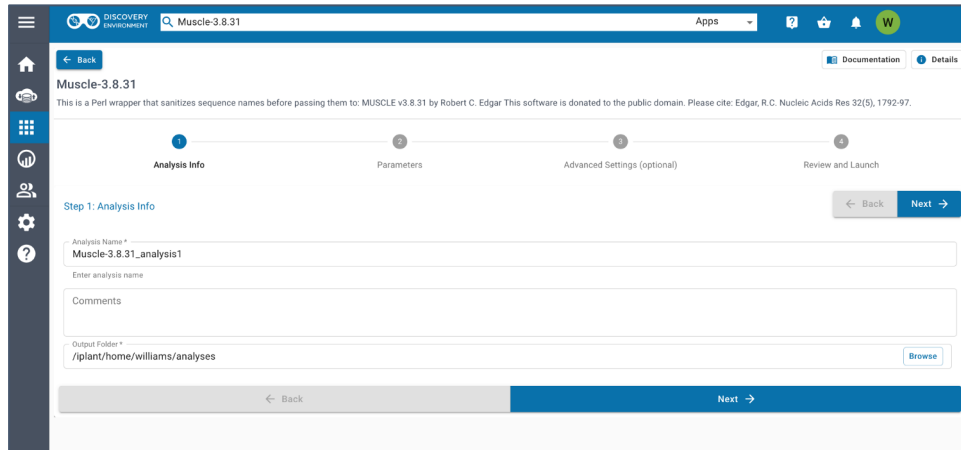 DISCOVERY
ENVIRONMENT
Muscle-3.8.31
Apps
W
← Back
Documentation
Details
Muscle-3.8.31
This is a Perl wrapper that sanitizes sequence names before passing them to: MUSCLE v3.8.31 by Robert C. Edgar This software is donated to the public domain. Please cite: Edgar, R.C. Nucleic Acids Res 32(5), 1792-97.
1
2
3
4
Analysis Info
Parameters
Advanced Settings (optional)
Review and Launch
Step 1: Analysis Info
← Back
Next →
Analysis Name *
Muscle-3.8.31_analysis1
Enter analysis name
Comments
Output Folder *
/iplant/home/williams/analyses
Browse
← Back
Next →